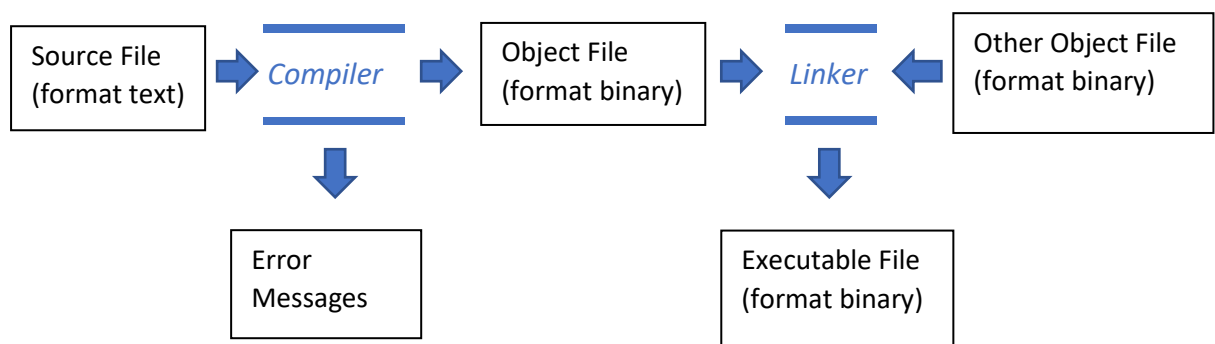 Source File
(format text)
Compiler
Object File
(format binary)
Linker
Other Object File
(format binary)
Error
Messages
Executable File
(format binary)